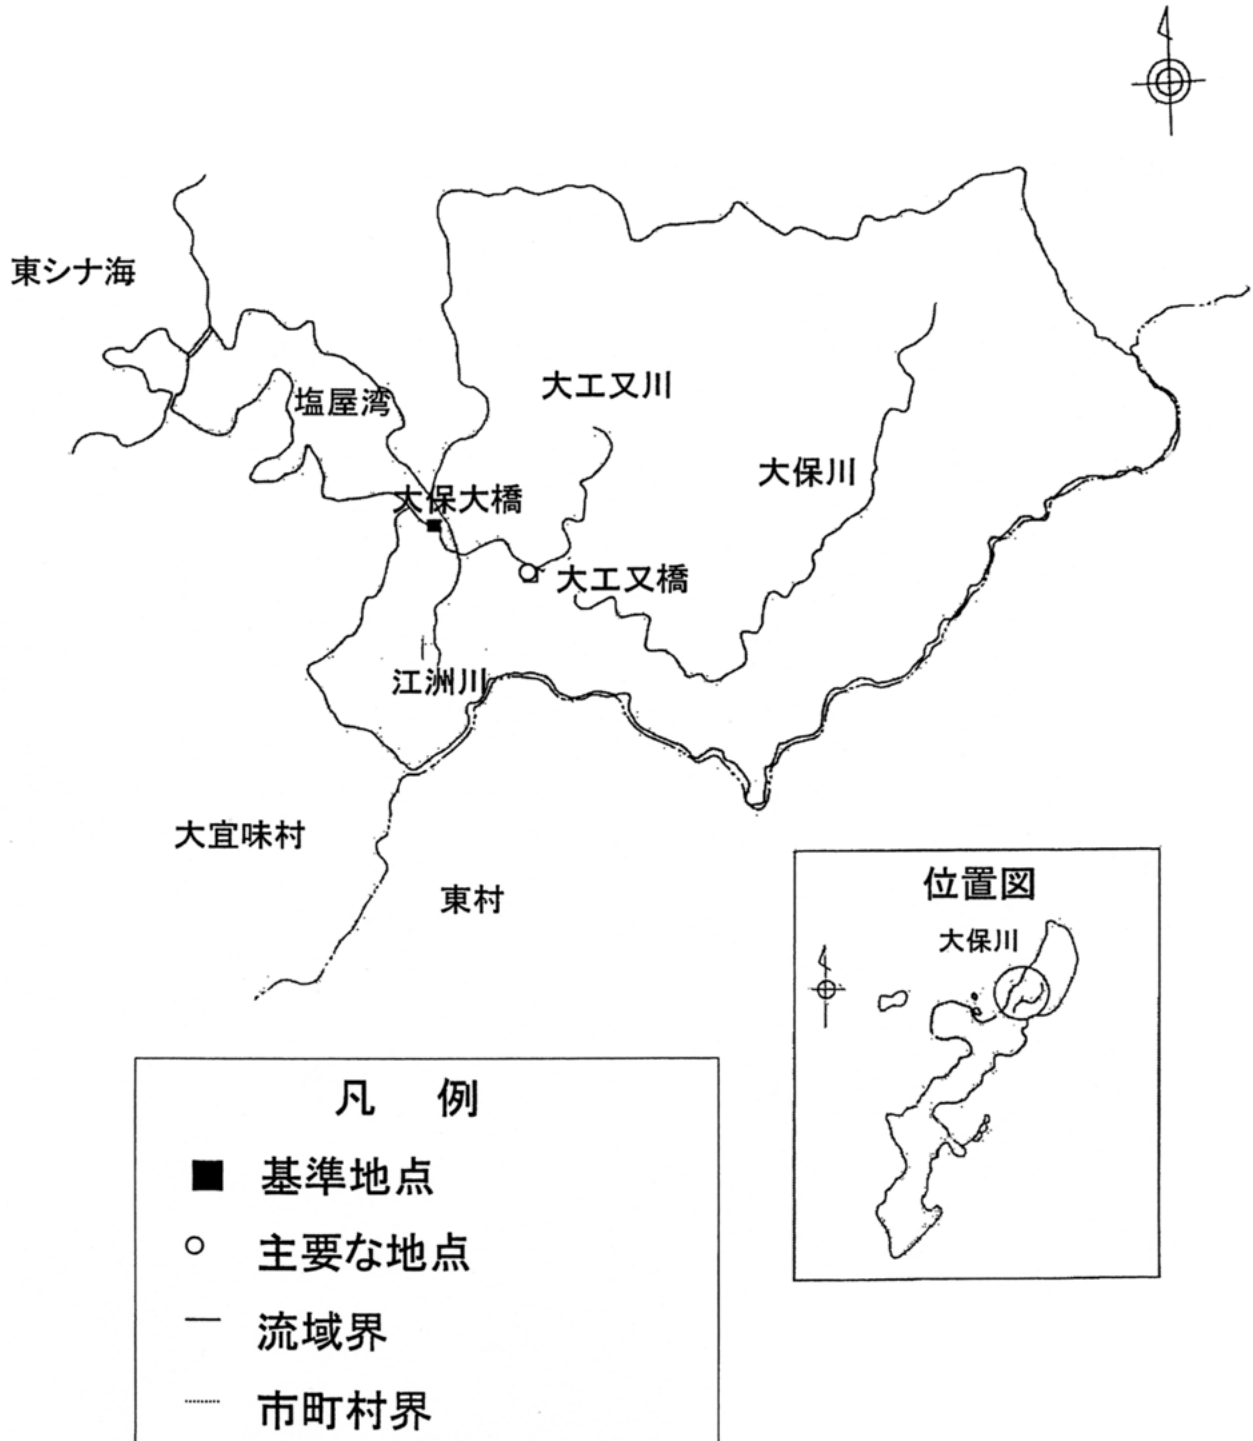 東シナ海
塩屋湾
大工又川
大保川
大保大橋
大工又橋
江洲川
大宜味村
東村
位置図
大保川
凡 例
基準地点
主要な地点
流域界
市町村界